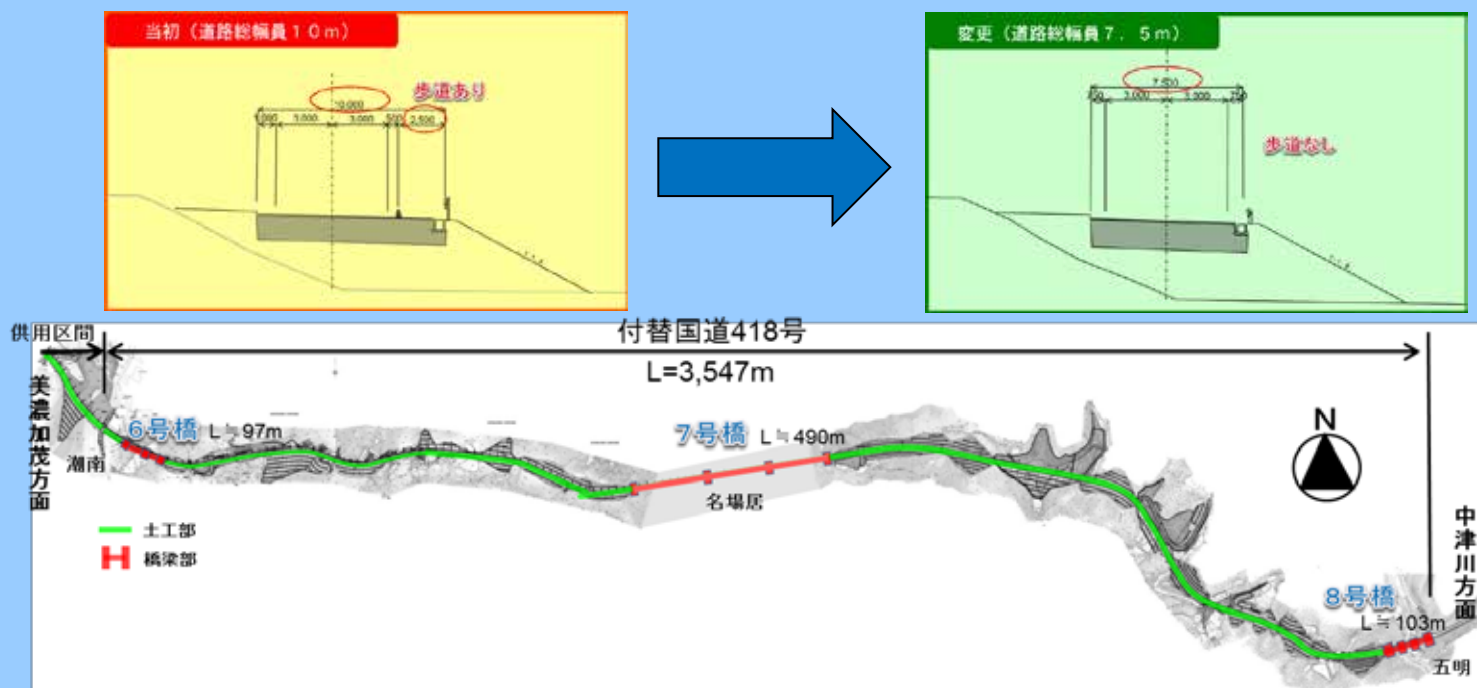 当初（道路総幅員１０ｍ）
歩道あり
10,000
3,000 3,000 500 2,500
変更（道路総幅員７．５ｍ）
7,500
歩道なし
3,000 3,000
供用区間
付替国道418号
L=3,547m
美濃加茂方面
6号橋 L≒97m
潮南
7号橋 L≒490m
名場居
N
土工部
橋梁部
中津川方面
8号橋
L≒103m
五明